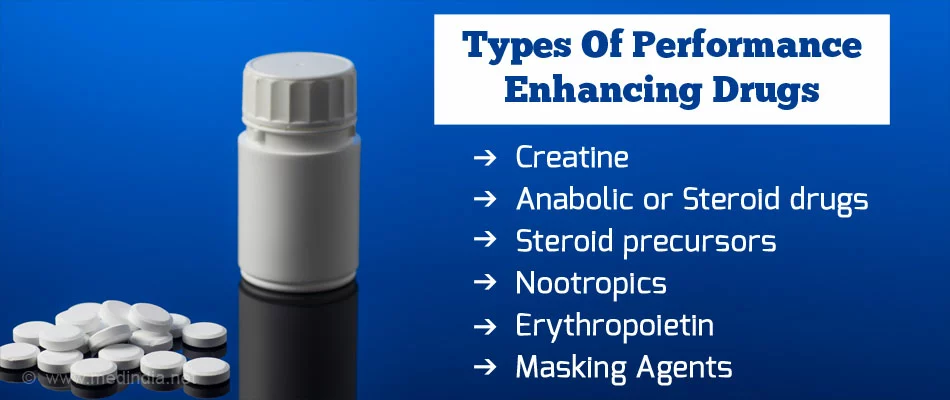 Types Of Performance
Enhancing Drugs
→ Creatine
→ Anabolic or Steroid drugs
→ Steroid precursors
→ Nootropics
→ Erythropoietin
→ Masking Agents
© www.medindia.net